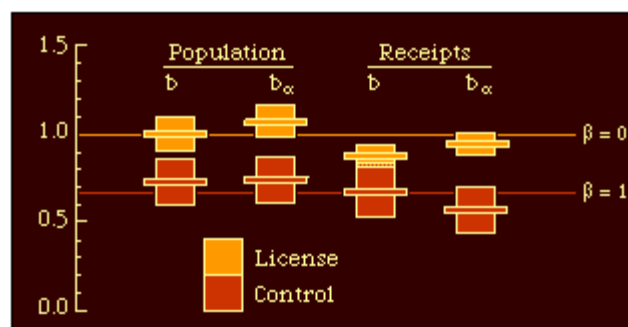 1.5
Population Receipts
b bα b bα
1.0
β = 0
β = 1
0.5
License
Control
0.0